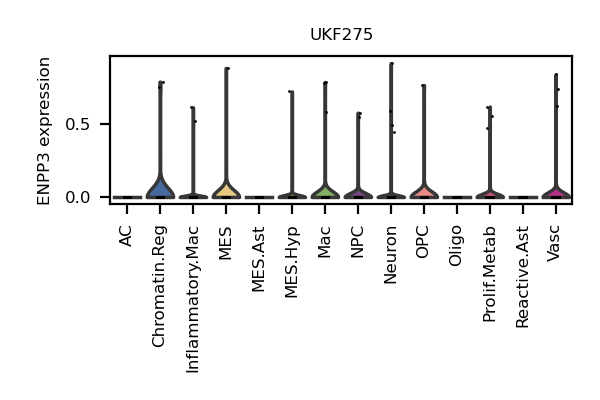 UKF275
ENPP3 expression
0.5
0.0
AC
Chromatin.Reg
Inflammatory.Mac
MES
MES.Ast
MES.Hyp
Mac
NPC
Neuron
OPC
Oligo
Prolif.Metab
Reactive.Ast
Vasc